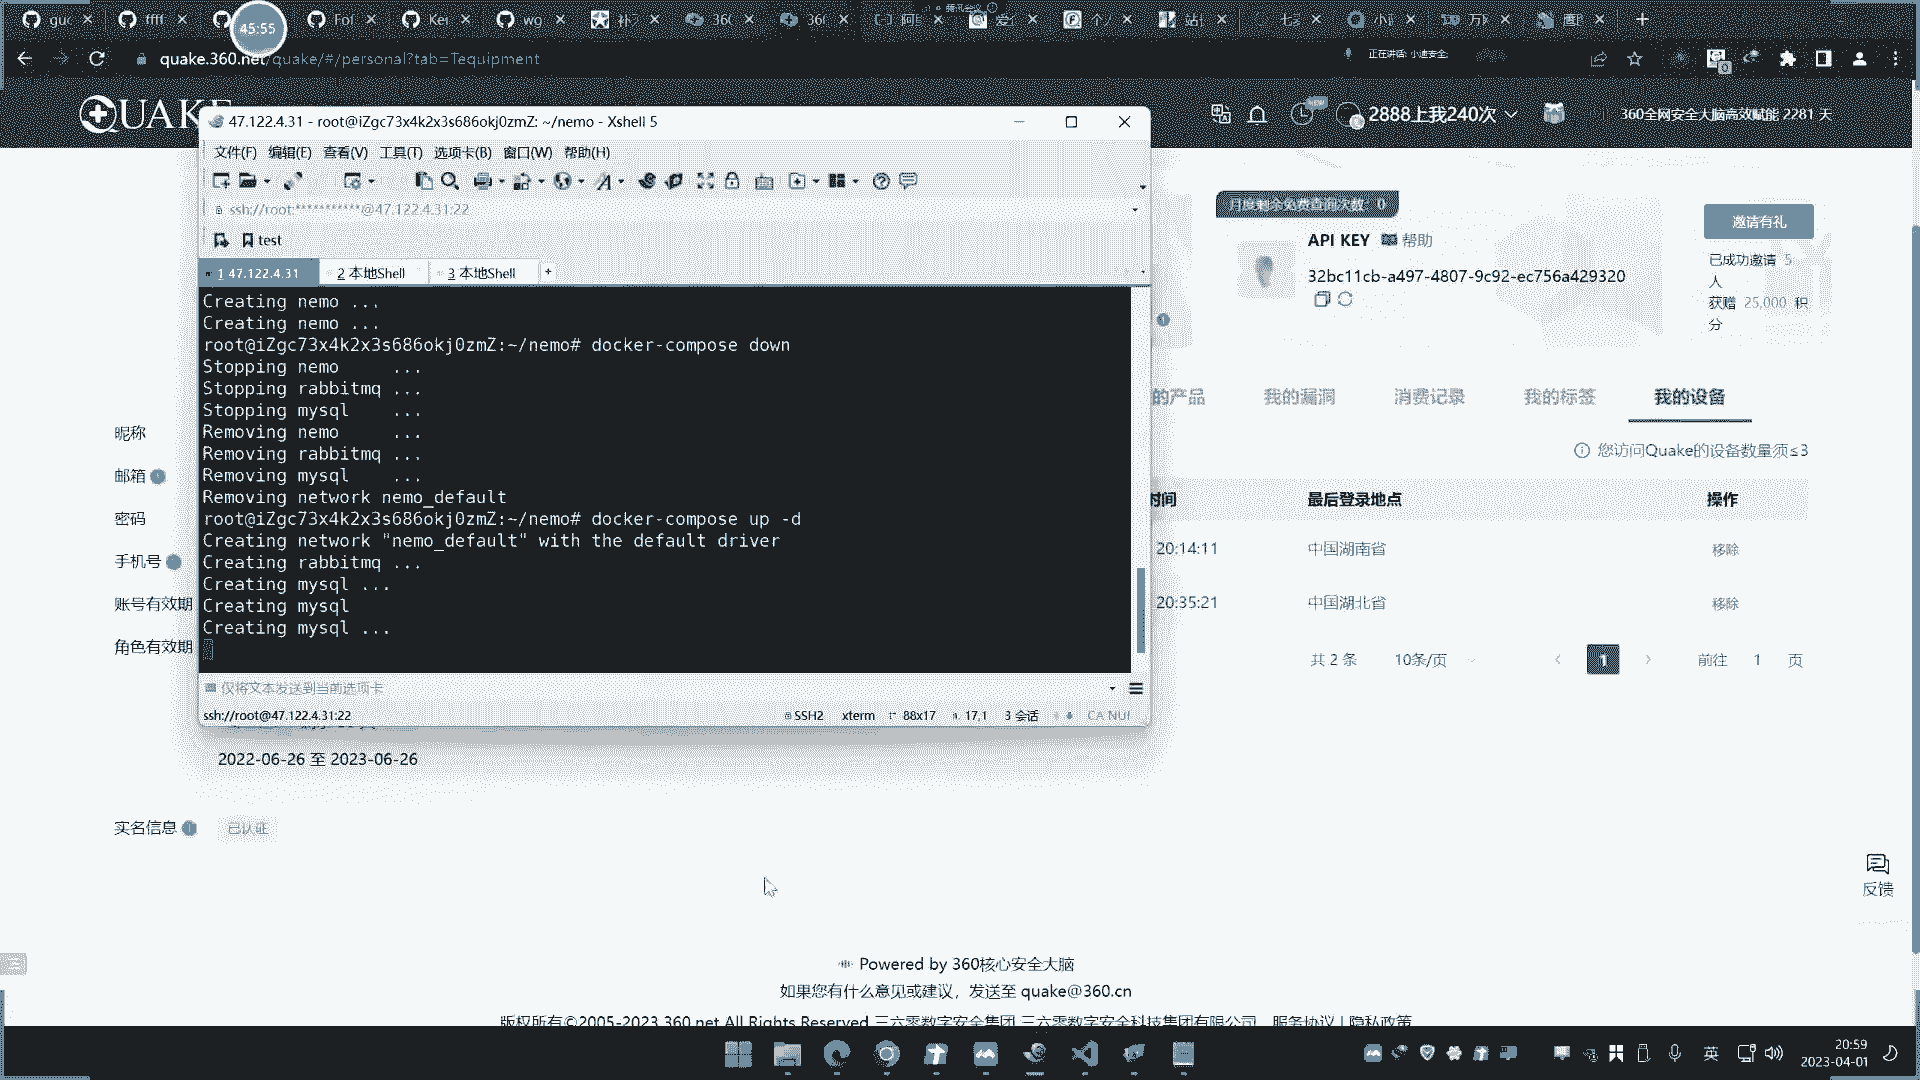 guc
ffff
Fof
Ker
wg
补
360
360
阿
爱
个人
站
七
小
万
鹰
45:55
quake.360.net/quake/#/personal?tab=Tequipment
正在讲话: 小迪安全;
QUAKE
2888上我240次
NEW
360全网安全大脑高效赋能 2281 天
47.122.4.31 - root@iZgc73x4k2x3s686okj0zmZ: ~/nemo - Xshell 5
文件(F) 编辑(E) 查看(V) 工具(T) 选项卡(B) 窗口(W) 帮助(H)
ssh://root:***********@47.122.4.31:22
test
1 47.122.4.31
2 本地Shell
3 本地Shell
Creating nemo ...
Creating nemo ...
root@iZgc73x4k2x3s686okj0zmZ:~/nemo# docker-compose down
Stopping nemo ...
Stopping rabbitmq ...
Stopping mysql ...
Removing nemo ...
Removing rabbitmq ...
Removing mysql ...
Removing network nemo_default
root@iZgc73x4k2x3s686okj0zmZ:~/nemo# docker-compose up -d
Creating network "nemo_default" with the default driver
Creating rabbitmq ...
Creating mysql ...
Creating mysql
Creating mysql ...
仅将文本发送到当前选项卡
ssh://root@47.122.4.31:22
SSH2 xterm 88x17 17,1 3 会话 CA NUI
月度剩余免费查询次数: 0
API KEY 帮助
32bc11cb-a497-4807-9c92-ec756a429320
邀请有礼
已成功邀请 5
人
获赠 25,000 积
分
的产品 我的漏洞 消费记录 我的标签 我的设备
您访问Quake的设备数量须≤3
时间 最后登录地点 操作
20:14:11 中国湖南省 移除
20:35:21 中国湖北省 移除
共 2 条 10条/页 1 前往 1 页
昵称
邮箱
密码
手机号
账号有效期
角色有效期
2022-06-26 至 2023-06-26
实名信息 已认证
反馈
Powered by 360核心安全大脑
如果您有什么意见或建议，发送至 quake@360.cn
版权所有©2005-2023 360.net All Rights Reserved 三六零数字安全集团 三六零数字安全科技集团有限公司 服务协议 | 隐私政策
英
20:59
2023-04-01